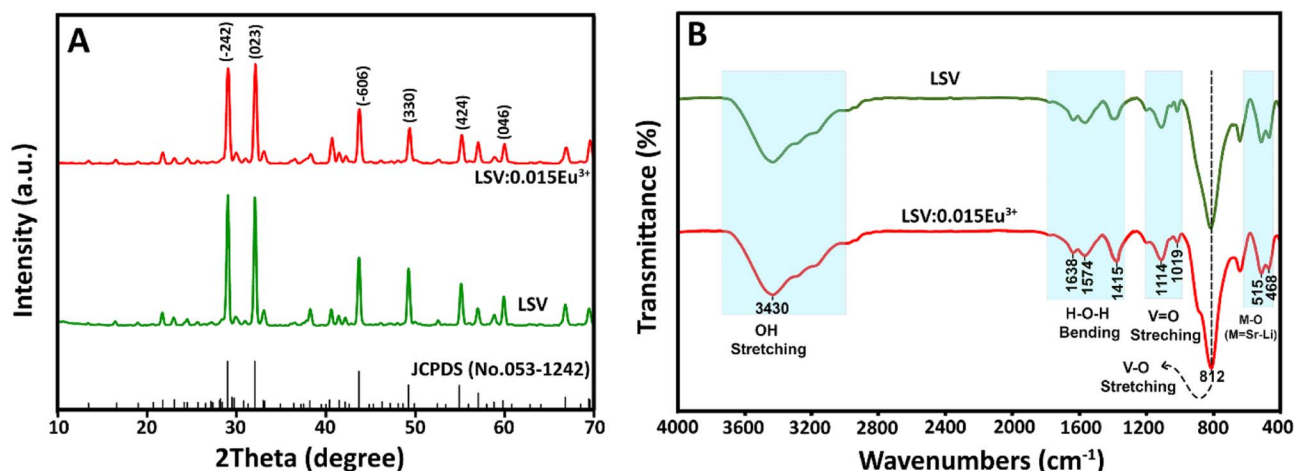 A
Intensity (a.u.)
(-242)
(023)
(-606)
(330)
(424)
(046)
LSV:0.015Eu³⁺
LSV
JCPDS (No.053-1242)
10 20 30 40 50 60 70
2Theta (degree)
B
Transmittance (%)
LSV
LSV:0.015Eu³⁺
3430
OH
Stretching
1638
1574
1415
H-O-H
Bending
1114
1019
V=O
Streching
515
468
M-O
(M=Sr-Li)
812
V-O
Stretching
4000 3600 3200 2800 2400 2000 1600 1200 800 400
Wavenumbers (cm⁻¹)